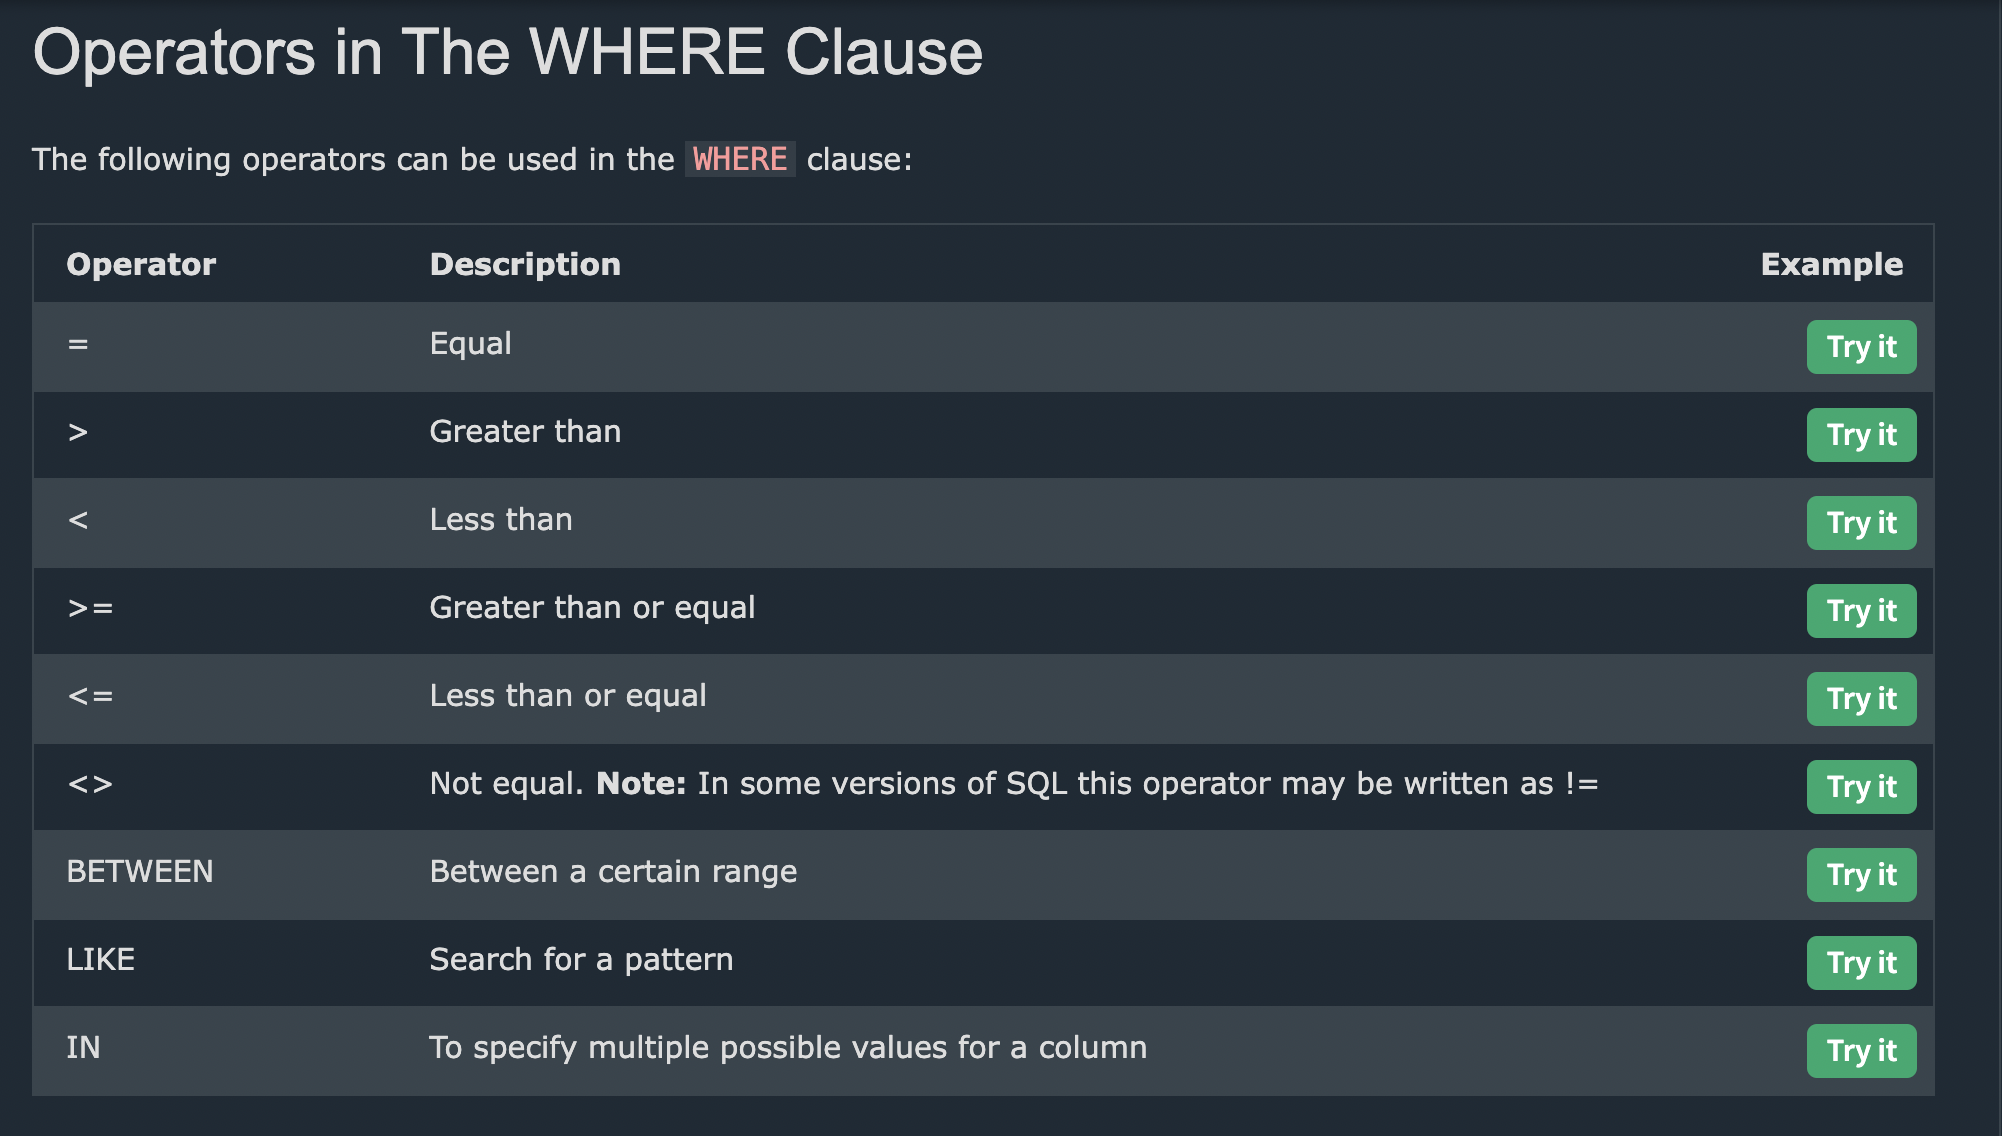 Operators in The WHERE Clause
The following operators can be used in the WHERE clause:
Operator Description Example
= Equal Try it
> Greater than Try it
< Less than Try it
>= Greater than or equal Try it
<= Less than or equal Try it
<> Not equal. Note: In some versions of SQL this operator may be written as != Try it
BETWEEN Between a certain range Try it
LIKE Search for a pattern Try it
IN To specify multiple possible values for a column Try it